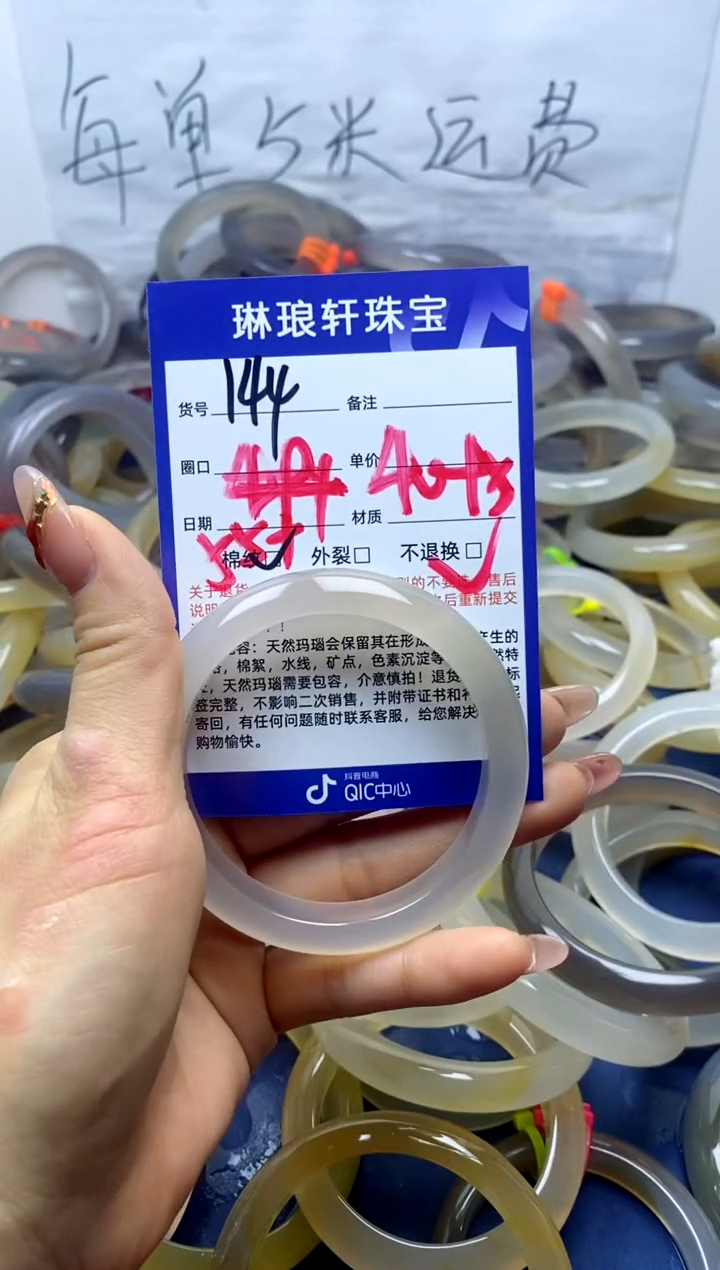 每单5米运费
琳琅轩珠宝
货号 144 备注
圈口 单价
日期 材质
棉纹 外裂 不退换
关于退货 的不要选 售后
说明 后重新提交
！
容：天然玛瑙会保留其在形成 产生的
，棉絮，水线，矿点，色素沉淀等 然特
，天然玛瑙需要包容，介意慎拍！退货 标
签完整，不影响二次销售，并附带证书和
寄回，有任何问题随时联系客服，给您解决
购物愉快。
抖音电商
QIC中心